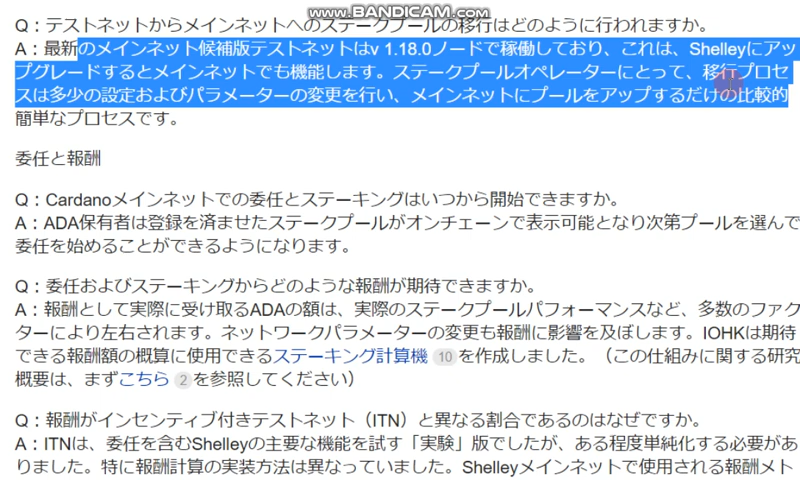 www.BANDICAM.com
Q：テストネットからメインネットへのステークプールの移行はどのように行われますか。
A：最新のメインネット候補版テストネットはv 1.18.0ノードで稼働しており、これは、Shelleyにアッ
プグレードするとメインネットでも機能します。ステークプールオペレーターにとって、移行プロセ
スは多少の設定およびパラメーターの変更を行い、メインネットにプールをアップするだけの比較的
簡単なプロセスです。
委任と報酬
Q：Cardanoメインネットでの委任とステーキングはいつから開始できますか。
A：ADA保有者は登録を済ませたステークプールがオンチェーンで表示可能となり次第プールを選んで
委任を始めることができるようになります。
Q：委任およびステーキングからどのような報酬が期待できますか。
A：報酬として実際に受け取るADAの額は、実際のステークプールパフォーマンスなど、多数のファク
ターにより左右されます。ネットワークパラメーターの変更も報酬に影響を及ぼします。IOHKは期待
できる報酬額の概算に使用できるステーキング計算機 10 を作成しました。（この仕組みに関する研究
概要は、まずこちら 2 を参照してください）
Q：報酬がインセンティブ付きテストネット（ITN）と異なる割合であるのはなぜですか。
A：ITNは、委任を含むShelleyの主要な機能を試す「実験」版でしたが、ある程度単純化する必要があ
りました。特に報酬計算の実装方法は異なっていました。Shelleyメインネットで使用される報酬メト